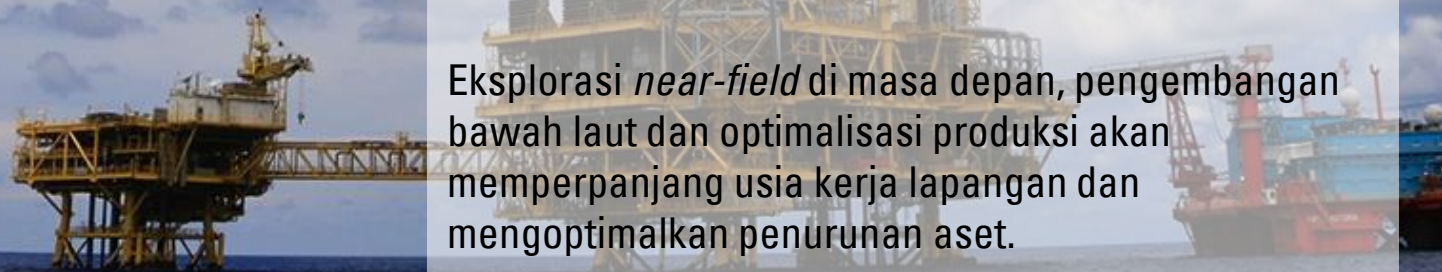 Eksplorasi near-field di masa depan, pengembangan
bawah laut dan optimalisasi produksi akan
memperpanjang usia kerja lapangan dan
mengoptimalkan penurunan aset.